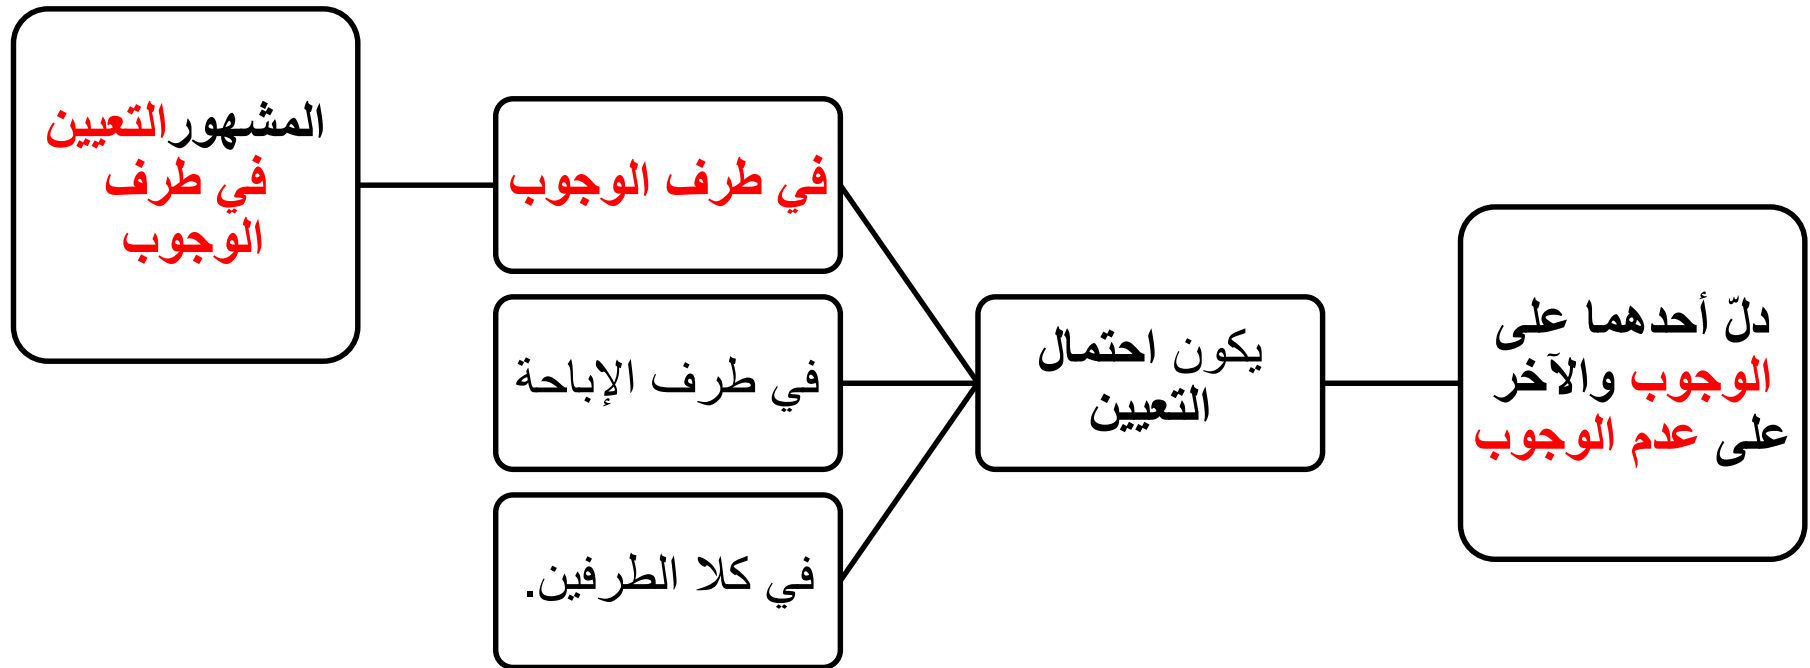 دلّ أحدهما على
الوجوب والآخر
على عدم الوجوب
يكون احتمال
التعيين
في طرف الوجوب
في طرف الإباحة
في كلا الطرفين.
المشهورالتعيين
في طرف
الوجوب